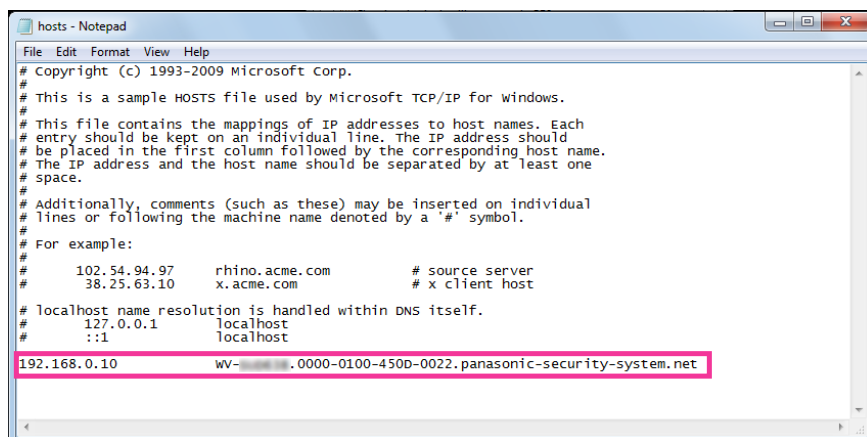 hosts - Notepad
File Edit Format View Help
# Copyright (c) 1993-2009 Microsoft Corp.
#
# This is a sample HOSTS file used by Microsoft TCP/IP for Windows.
#
# This file contains the mappings of IP addresses to host names. Each
# entry should be kept on an individual line. The IP address should
# be placed in the first column followed by the corresponding host name.
# The IP address and the host name should be separated by at least one
# space.
#
# Additionally, comments (such as these) may be inserted on individual
# lines or following the machine name denoted by a '#' symbol.
#
# For example:
#
# 102.54.94.97 rhino.acme.com # source server
# 38.25.63.10 x.acme.com # x client host
# localhost name resolution is handled within DNS itself.
# 127.0.0.1 localhost
# ::1 localhost
192.168.0.10 WV- .0000-0100-450D-0022.panasonic-security-system.net